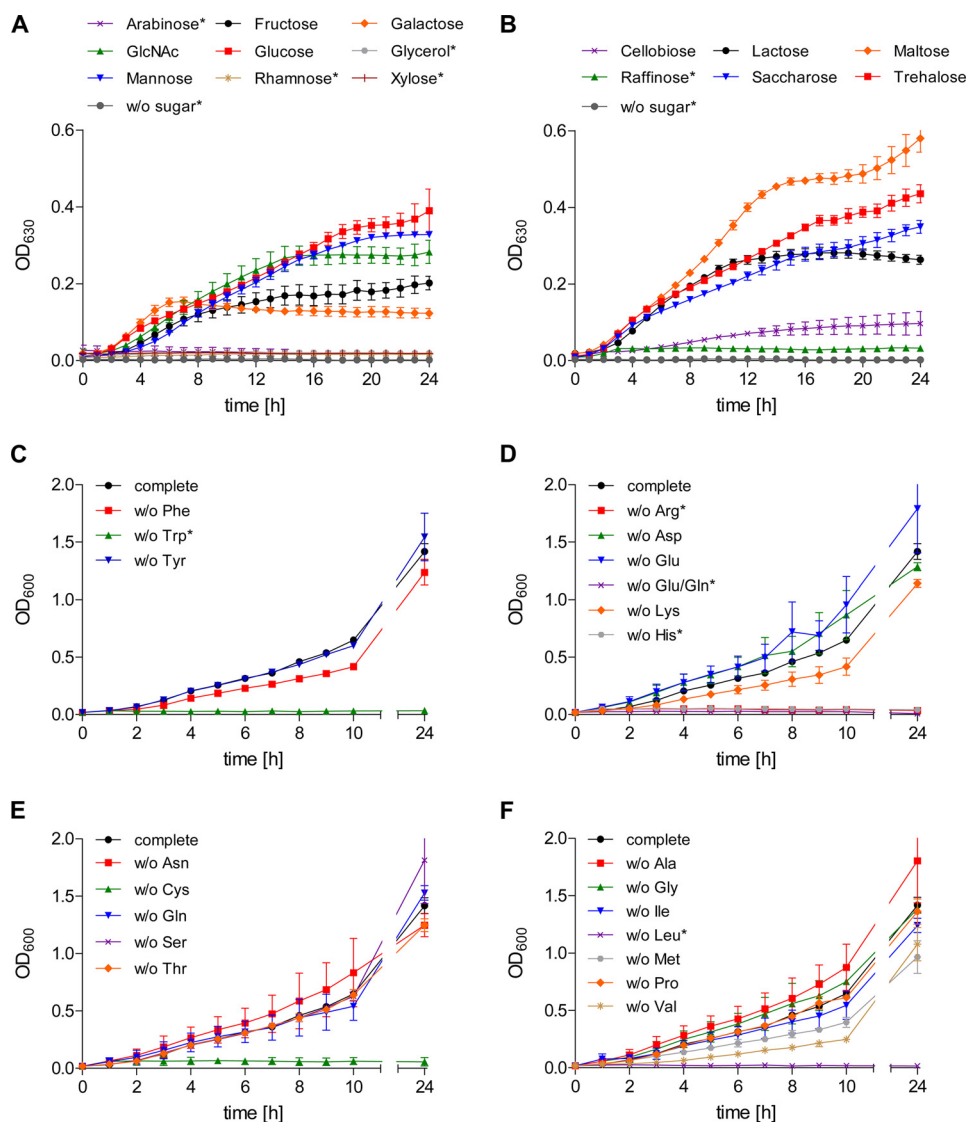 A
Arabinose* Fructose Galactose
GlcNAc Glucose Glycerol*
Mannose Rhamnose* Xylose*
w/o sugar*
OD630
0.6
0.4
0.2
0.0
0 4 8 12 16 20 24
time [h]
B
Cellobiose Lactose Maltose
Raffinose* Saccharose Trehalose
w/o sugar*
OD630
0.6
0.4
0.2
0.0
0 4 8 12 16 20 24
time [h]
C
complete
w/o Phe
w/o Trp*
w/o Tyr
OD600
2.0
1.5
1.0
0.5
0.0
0 2 4 6 8 10 24
time [h]
D
complete
w/o Arg*
w/o Asp
w/o Glu
w/o Glu/Gln*
w/o Lys
w/o His*
OD600
2.0
1.5
1.0
0.5
0.0
0 2 4 6 8 10 24
time [h]
E
complete
w/o Asn
w/o Cys
w/o Gln
w/o Ser
w/o Thr
OD600
2.0
1.5
1.0
0.5
0.0
0 2 4 6 8 10 24
time [h]
F
complete
w/o Ala
w/o Gly
w/o Ile
w/o Leu*
w/o Met
w/o Pro
w/o Val
OD600
2.0
1.5
1.0
0.5
0.0
0 2 4 6 8 10 24
time [h]